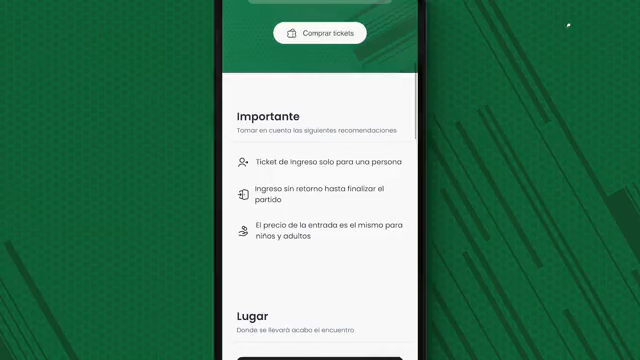 Comprar tickets
Importante
Tomar en cuenta las siguientes recomendaciones
Ticket de Ingreso solo para una persona
Ingreso sin retorno hasta finalizar el
partido
El precio de la entrada es el mismo para
niños y adultos
Lugar
Donde se llevará acabo el encuentro